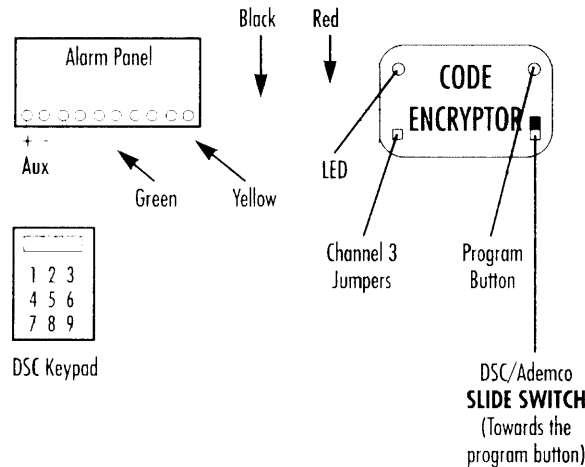 Black
Red
Alarm Panel
+ -
Aux
Green
Yellow
CODE
ENCRYPTOR
LED
Channel 3
Jumpers
Program
Button
1 2 3
4 5 6
7 8 9
DSC Keypad
DSC/Ademco
SLIDE SWITCH
(Towards the
program button)